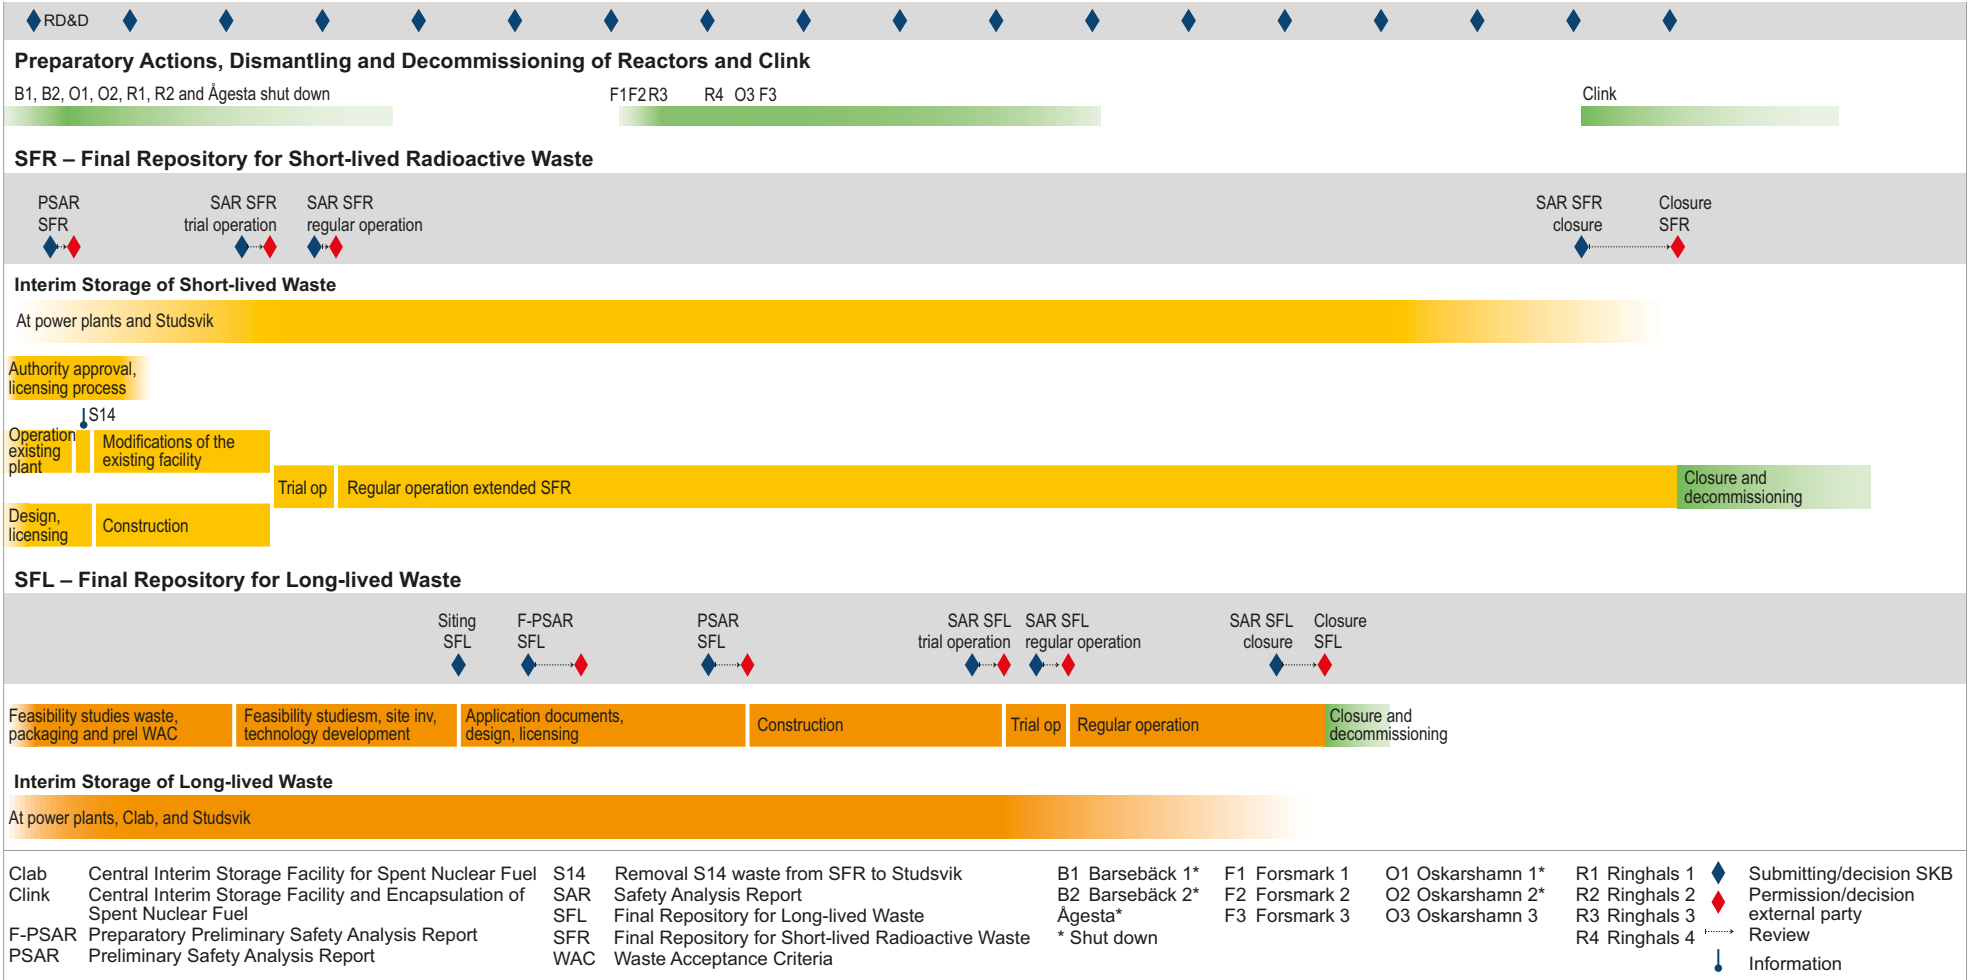 RD&D
Preparatory Actions, Dismantling and Decommissioning of Reactors and Clink
B1, B2, O1, O2, R1, R2 and Ågesta shut down
F1 F2 R3 R4 O3 F3
Clink
SFR – Final Repository for Short-lived Radioactive Waste
PSAR
SFR
SAR SFR
trial operation
SAR SFR
regular operation
SAR SFR
closure
Closure
SFR
Interim Storage of Short-lived Waste
At power plants and Studsvik
Authority approval,
licensing process
S14
Operation
existing
plant
Modifications of the
existing facility
Trial op
Regular operation extended SFR
Closure and
decommissioning
Design,
licensing
Construction
SFL – Final Repository for Long-lived Waste
Siting
SFL
F-PSAR
SFL
PSAR
SFL
SAR SFL
trial operation
SAR SFL
regular operation
SAR SFL
closure
Closure
SFL
Feasibility studies waste,
packaging and prel WAC
Feasibility studiesm, site inv,
technology development
Application documents,
design, licensing
Construction
Trial op
Regular operation
Closure and
decommissioning
Interim Storage of Long-lived Waste
At power plants, Clab, and Studsvik
Clab Central Interim Storage Facility for Spent Nuclear Fuel
Clink Central Interim Storage Facility and Encapsulation of
Spent Nuclear Fuel
F-PSAR Preparatory Preliminary Safety Analysis Report
PSAR Preliminary Safety Analysis Report
S14 Removal S14 waste from SFR to Studsvik
SAR Safety Analysis Report
SFL Final Repository for Long-lived Waste
SFR Final Repository for Short-lived Radioactive Waste
WAC Waste Acceptance Criteria
B1 Barsebäck 1*
B2 Barsebäck 2*
Ågesta*
* Shut down
F1 Forsmark 1
F2 Forsmark 2
F3 Forsmark 3
O1 Oskarshamn 1*
O2 Oskarshamn 2*
O3 Oskarshamn 3
R1 Ringhals 1
R2 Ringhals 2
R3 Ringhals 3
R4 Ringhals 4
Submitting/decision SKB
Permission/decision
external party
Review
Information